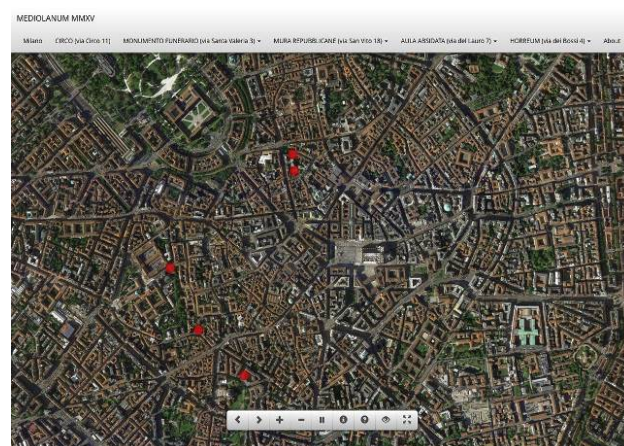 MEDIOLANUM MMXV
Milano CIRCO (via Circo 11) MONUMENTO FUNERARIO (via Santa Valeria 3) MURA REPUBBLICANE (via San Vito 18) AULA ABSIDATA (via del Lauro 7) HORREUM (via dei Bossi 4) About